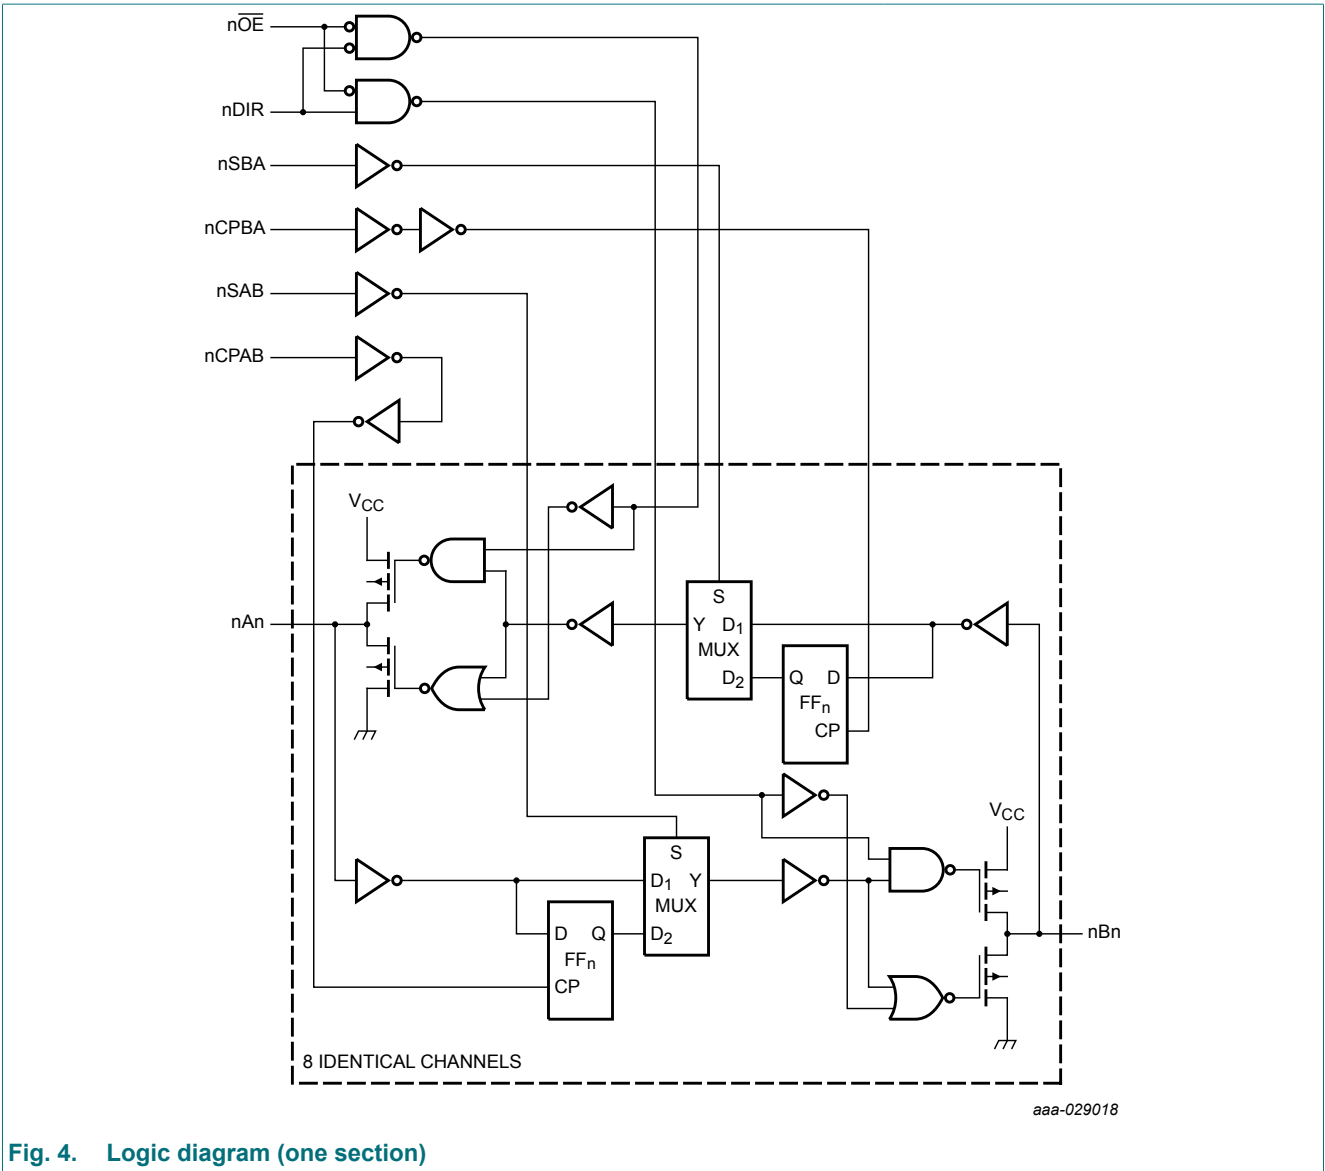 nO̅E̅
nDIR
nSBA
nCPBA
nSAB
nCPAB
VCC
nAn
S
Y D1
MUX
D2
Q D
FFn
CP
VCC
S
D1 Y
MUX
D2
D Q
FFn
CP
nBn
8 IDENTICAL CHANNELS
aaa-029018
Fig. 4. Logic diagram (one section)